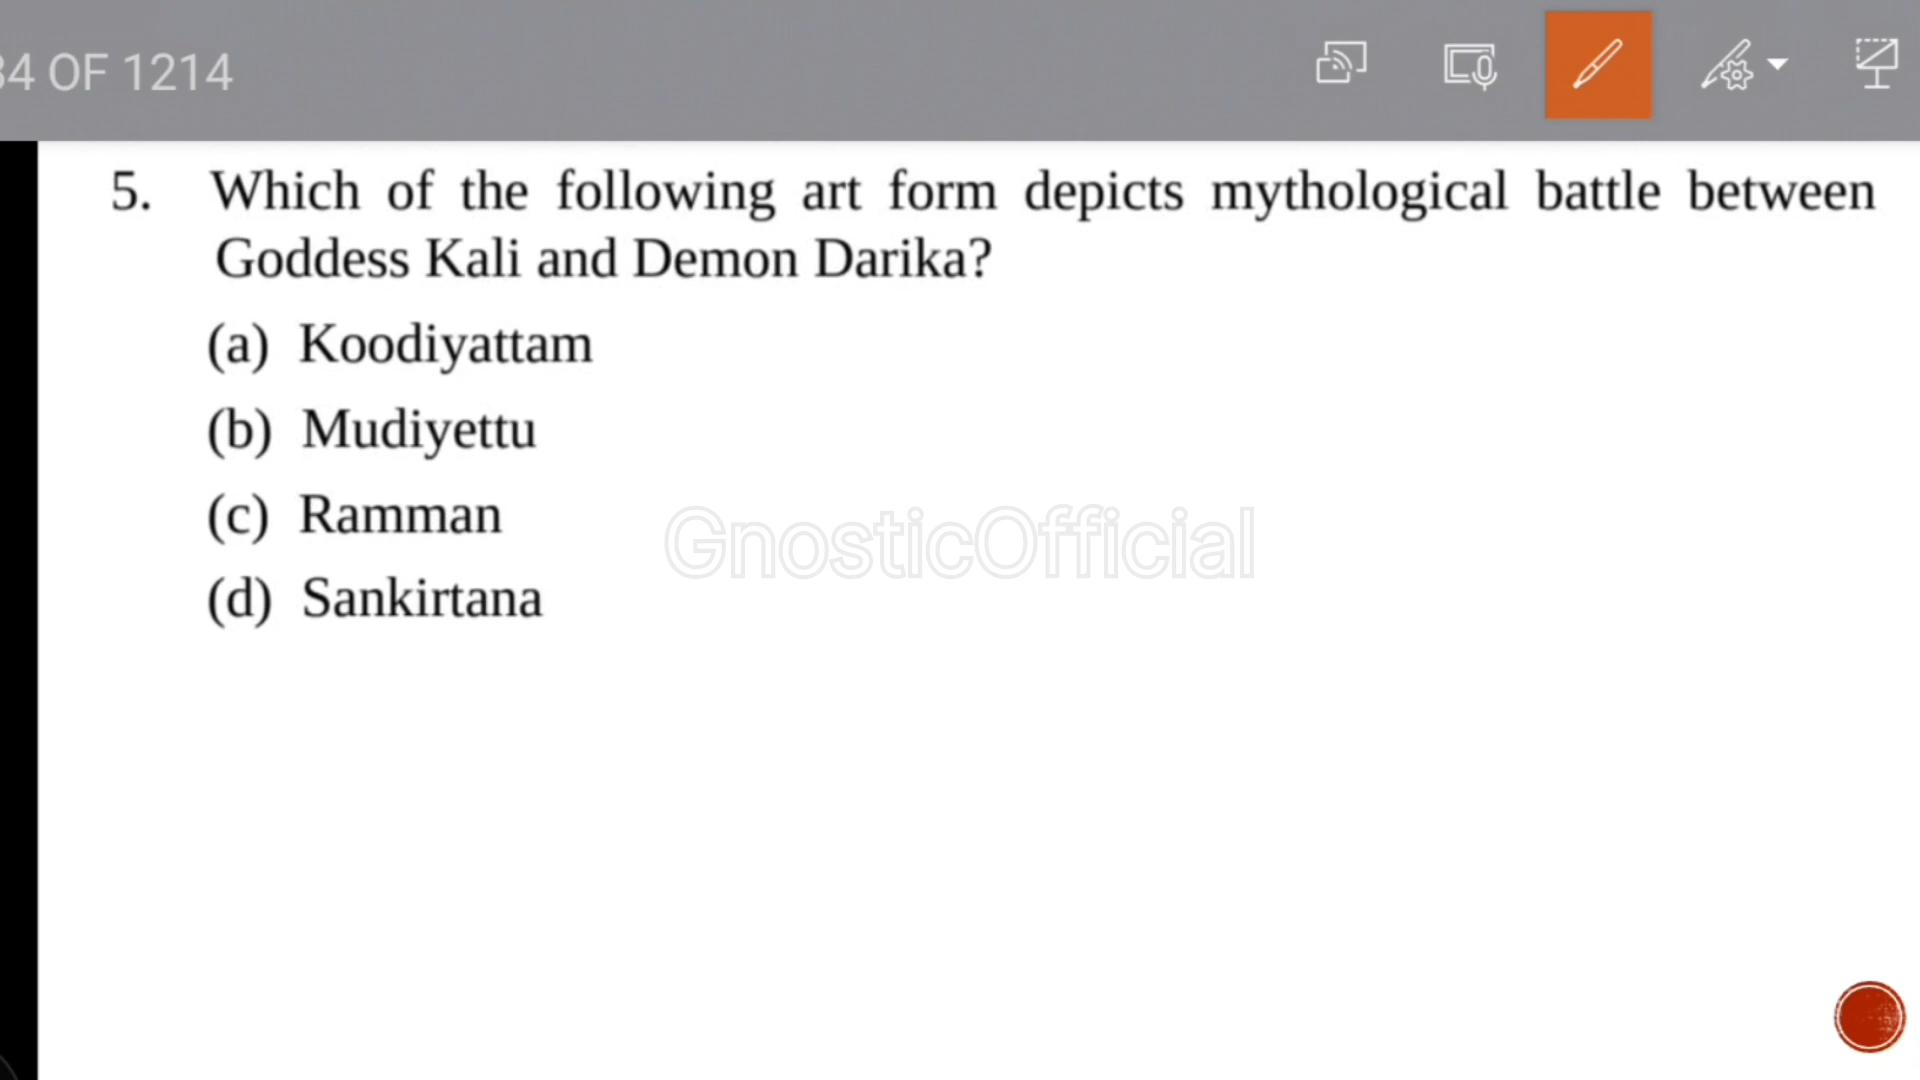 4 OF 1214
5. Which of the following art form depicts mythological battle between
Goddess Kali and Demon Darika?
(a) Koodiyattam
(b) Mudiyettu
(c) Ramman
(d) Sankirtana
GnosticOfficial